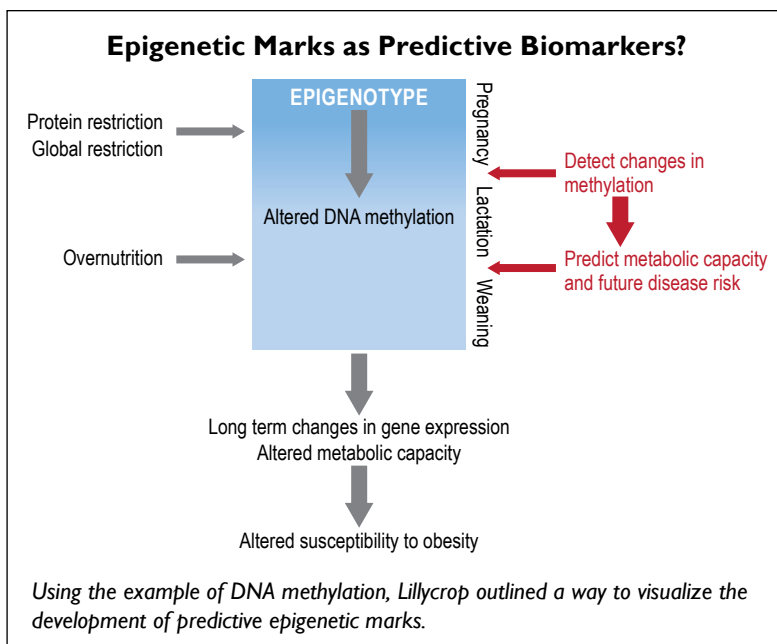 Epigenetic Marks as Predictive Biomarkers?
EPIGENOTYPE
Protein restriction
Global restriction
Altered DNA methylation
Overnutrition
Pregnancy
Lactation
Weaning
Detect changes in
methylation
Predict metabolic capacity
and future disease risk
Long term changes in gene expression
Altered metabolic capacity
Altered susceptibility to obesity
Using the example of DNA methylation, Lillycrop outlined a way to visualize the
development of predictive epigenetic marks.